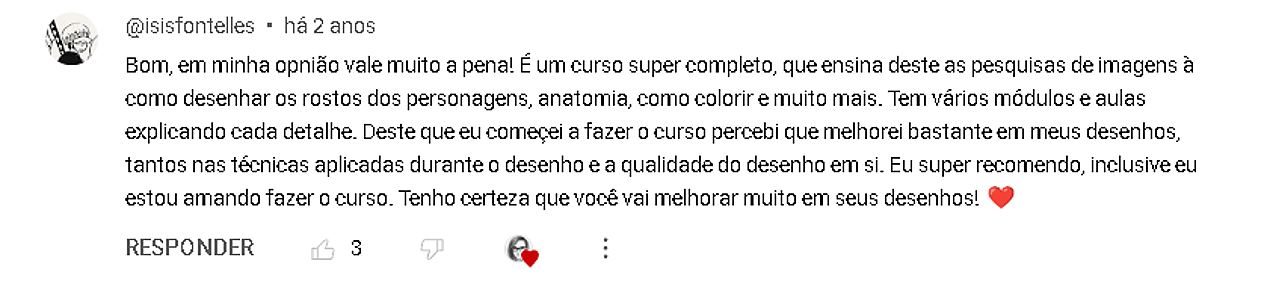 @isisfontelles • há 2 anos
Bom, em minha opnião vale muito a pena! É um curso super completo, que ensina deste as pesquisas de imagens à
como desenhar os rostos dos personagens, anatomia, como colorir e muito mais. Tem vários módulos e aulas
explicando cada detalhe. Deste que eu começei a fazer o curso percebi que melhorei bastante em meus desenhos,
tantos nas técnicas aplicadas durante o desenho e a qualidade do desenho em si. Eu super recomendo, inclusive eu
estou amando fazer o curso. Tenho certeza que você vai melhorar muito em seus desenhos! ❤️
RESPONDER 3